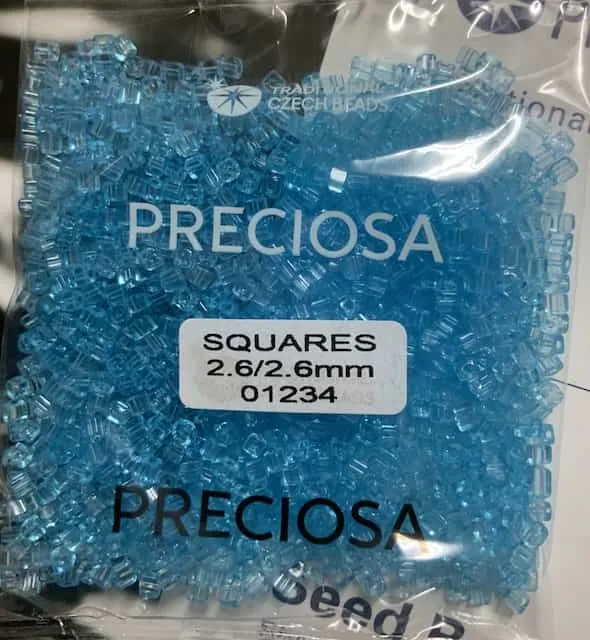 TRADITIONAL
CZECH BEADS
PRECIOSA
SQUARES
2.6/2.6mm
01234
PRECIOSA
Seed